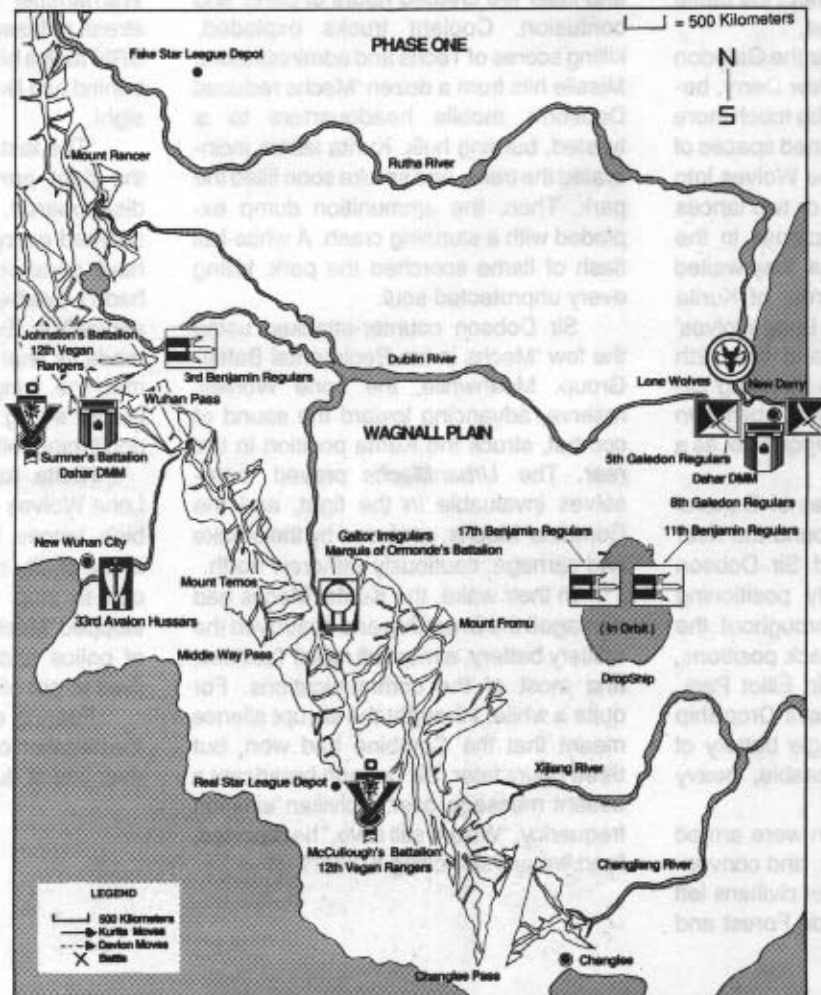 = 500 Kilometers
PHASE ONE
N
S
Fake Star League Depot
Mount Rancer
Rutha River
Johnston's Battalion
12th Vegan
Rangers
3rd Benjamin Regulars
Dublin River
Lone Wolves
New Derry
Wuhan Pass
WAGNALL PLAIN
Sumner's Battalion
Dahar DMM
5th Galedon Regulars
Dahar DMM
8th Galedon Regulars
17th Benjamin Regulars
11th Benjamin Regulars
Galtor Irregulars
Marquis of Ormonde's Battalion
New Wuhan City
33rd Avalon Hussars
Mount Temos
Mount Fromu
Middle Way Pass
(In Orbit)
DropShip
Real Star League Depot
Xijiang River
McCullough's Battalion
12th Vegan Rangers
Changjiang River
LEGEND
500 Kilometers
Kurita Moves
Davion Moves
Battle
Changlee Pass
Changlee